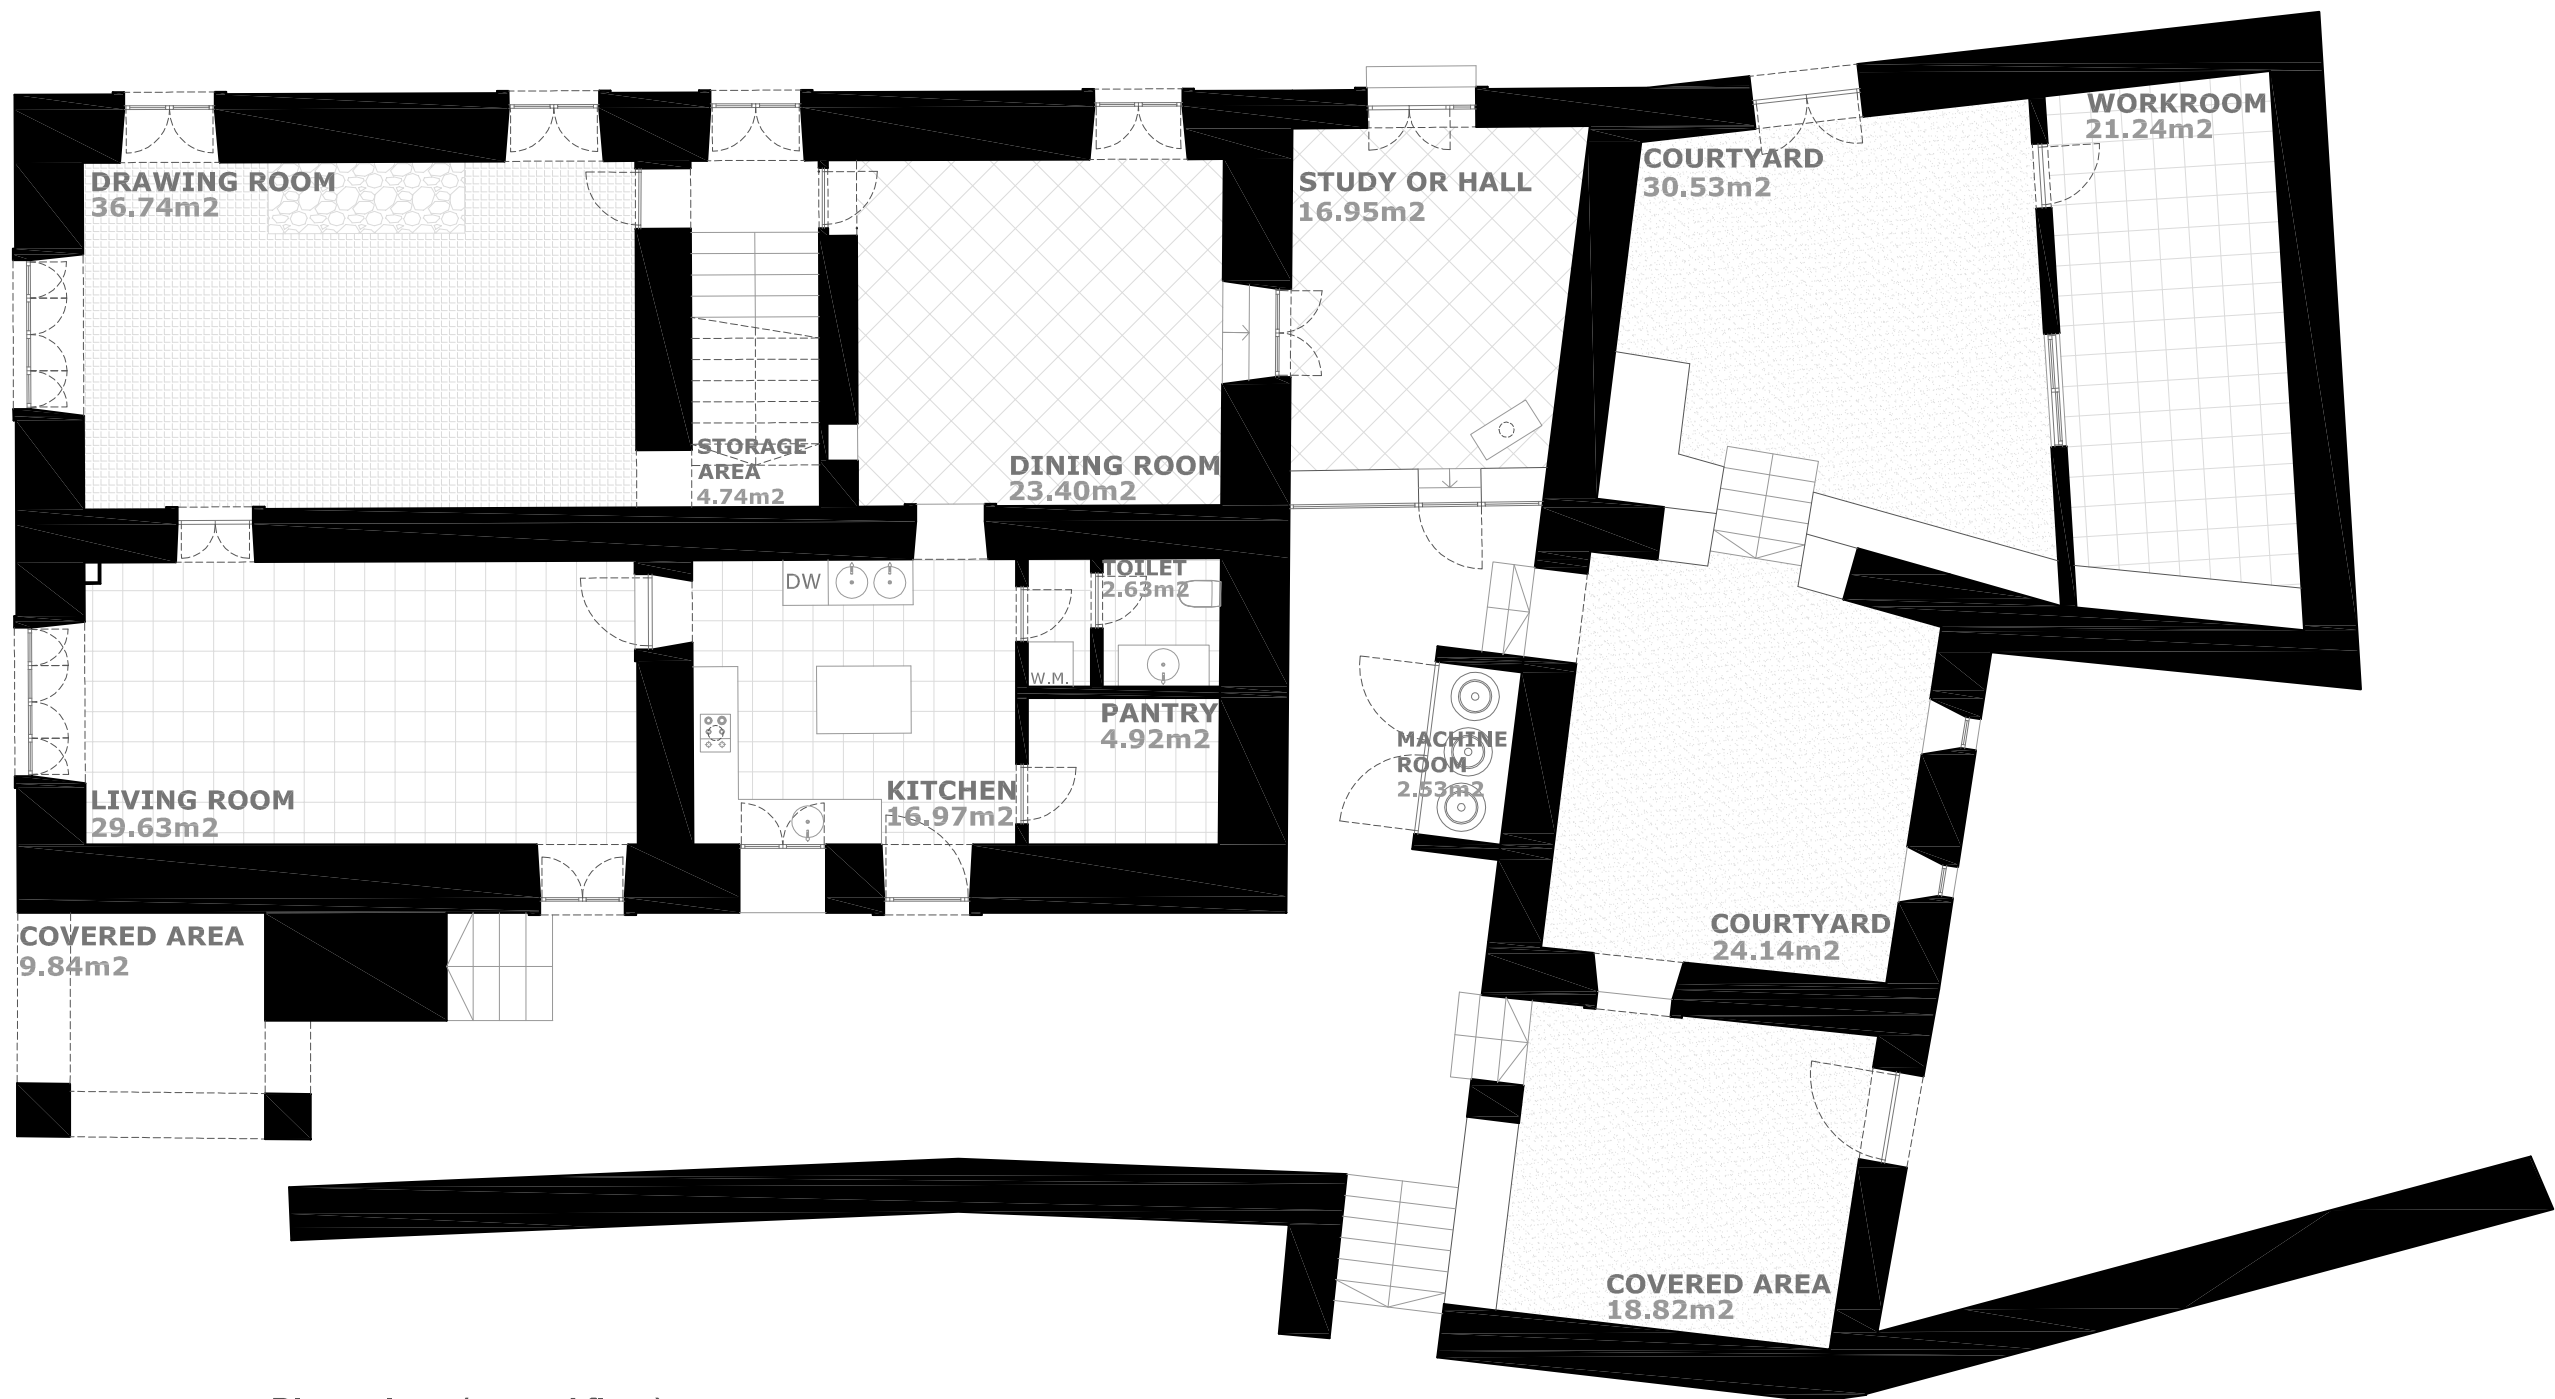 WORKROOM
21.24m2
COURTYARD
30.53m2
DRAWING ROOM
36.74m2
STUDY OR HALL
16.95m2
STORAGE
AREA
4.74m2
DINING ROOM
23.40m2
TOILET
2.63m2
DW
W.M.
PANTRY
4.92m2
MACHINE
ROOM
2.53m2
KITCHEN
16.97m2
LIVING ROOM
29.63m2
COURTYARD
24.14m2
COVERED AREA
9.84m2
COVERED AREA
18.82m2